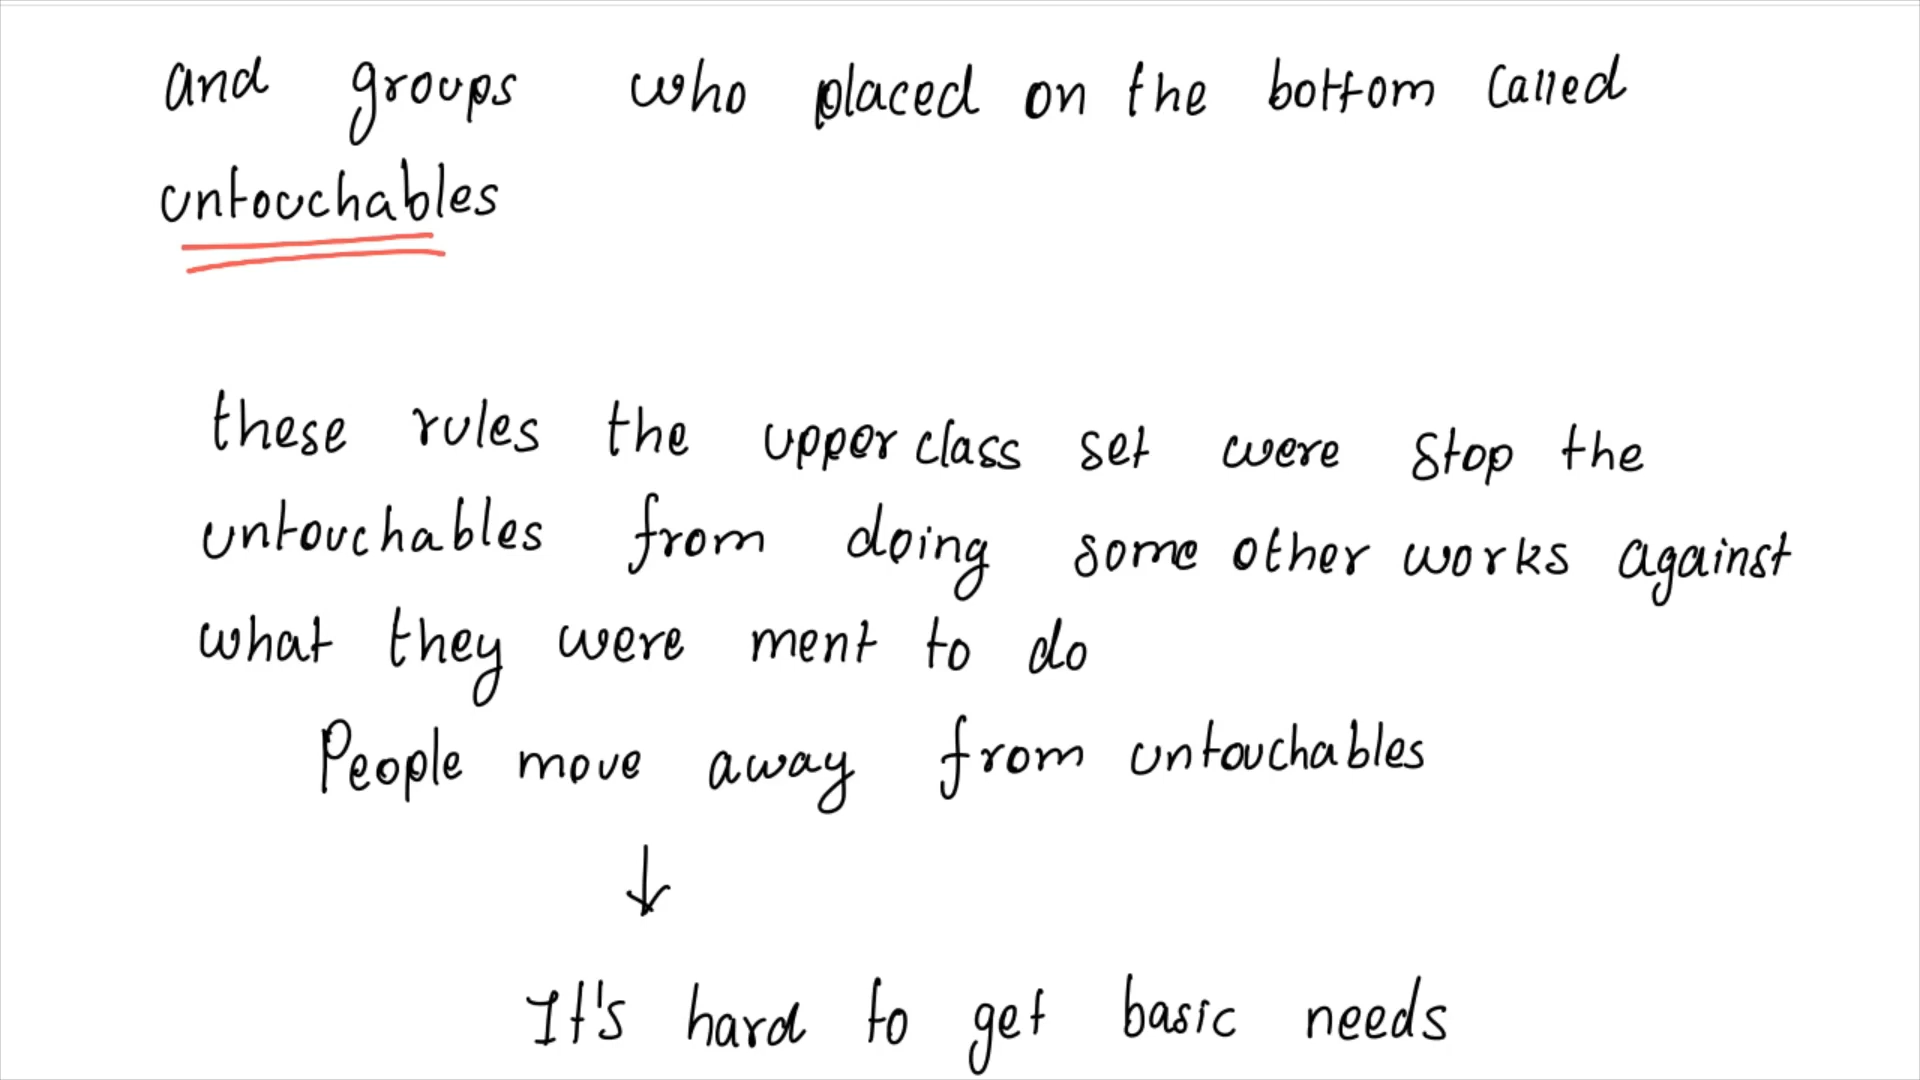 and groups who placed on the bottom called
untouchables
these rules the upper class set were stop the
untouchables from doing some other works against
what they were ment to do
People move away from untouchables
↓
It's hard to get basic needs